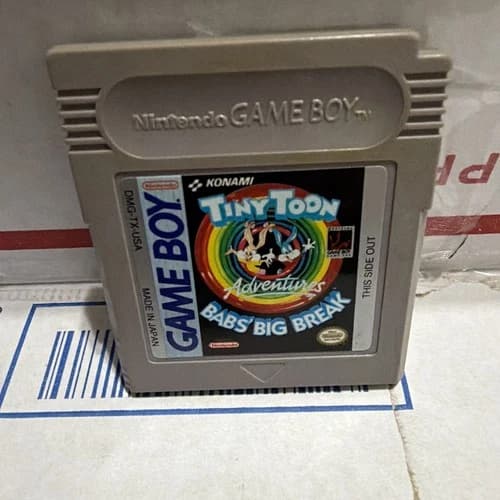 Nintendo GAME BOY TM
Nintendo
GAME BOY
DMG-TX-USA
MADE IN JAPAN
KONAMI
TINY TOON
Adventures
BABS' BIG BREAK
THIS SIDE OUT
Nintendo